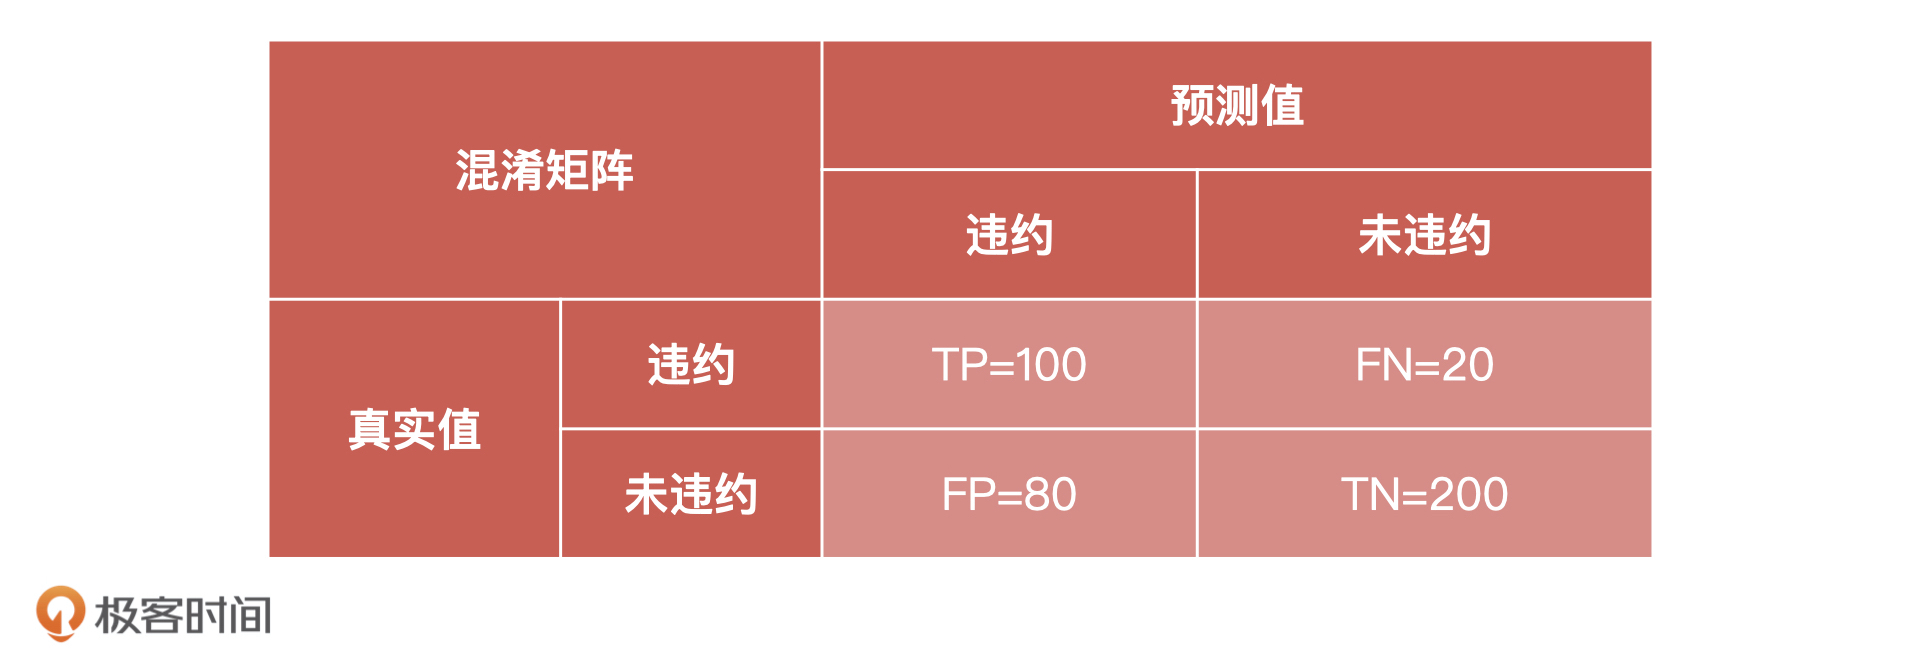 混淆矩阵
预测值
违约
未违约
真实值
违约
TP=100
FN=20
未违约
FP=80
TN=200
极客时间